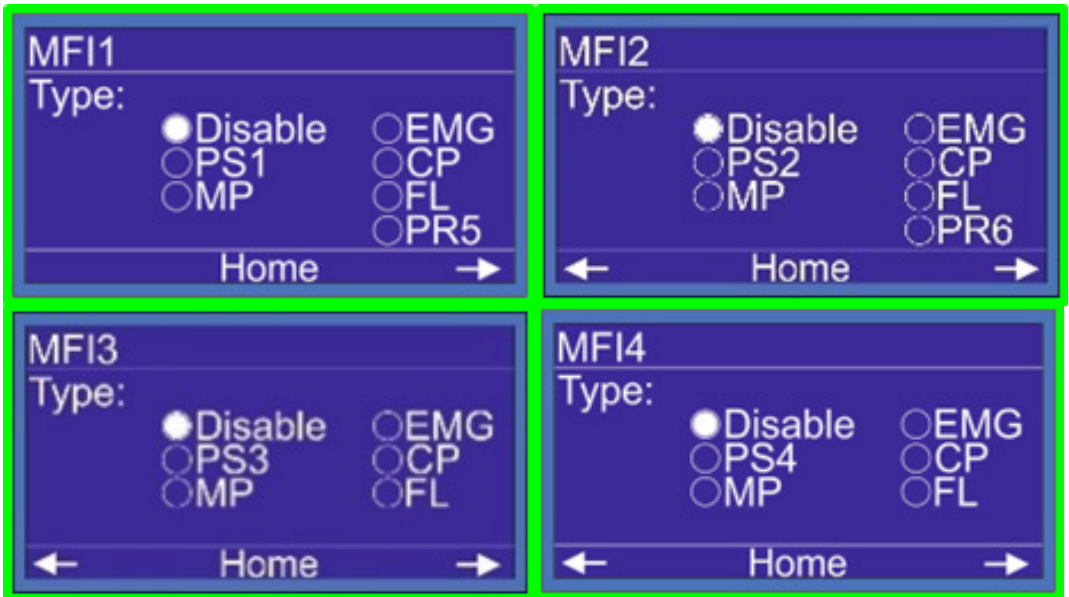 MFI1
Type:
Disable EMG
PS1 CP
MP FL
PR5
Home
MFI2
Type:
Disable EMG
PS2 CP
MP FL
PR6
Home
MFI3
Type:
Disable EMG
PS3 CP
MP FL
Home
MFI4
Type:
Disable EMG
PS4 CP
MP FL
Home